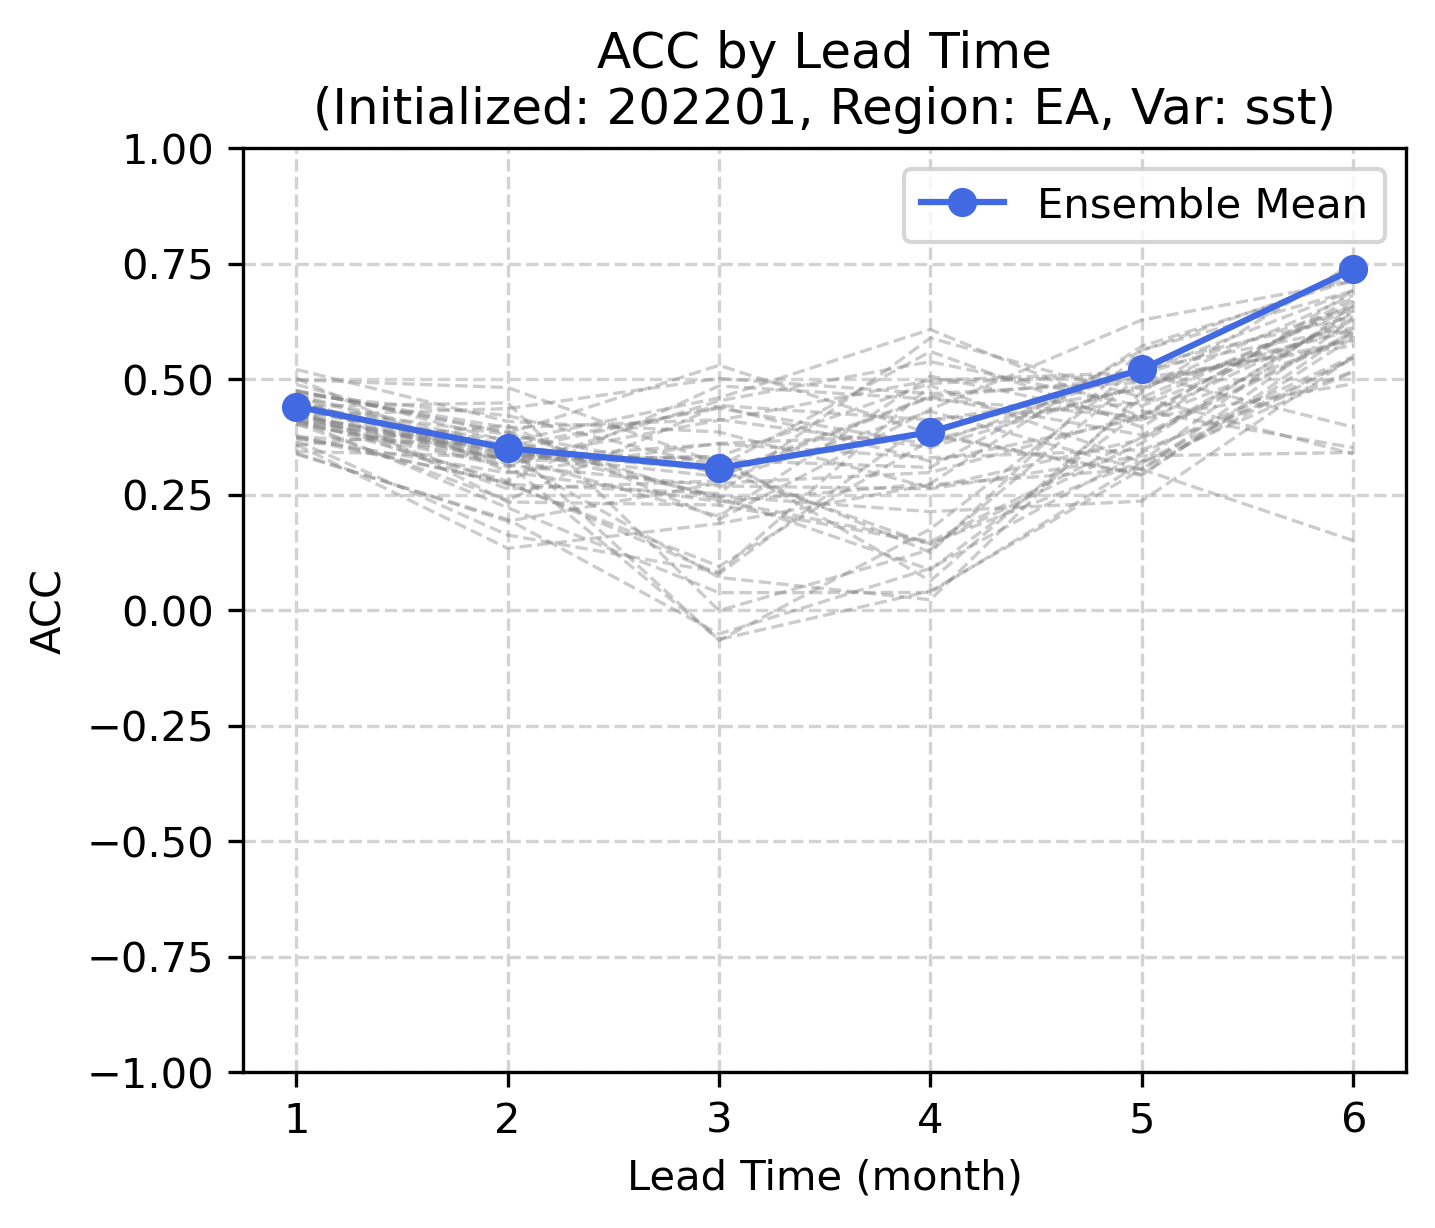 ACC by Lead Time
(Initialized: 202201, Region: EA, Var: sst)
Ensemble Mean
1.00
0.75
0.50
0.25
0.00
−0.25
−0.50
−0.75
−1.00
ACC
1 2 3 4 5 6
Lead Time (month)